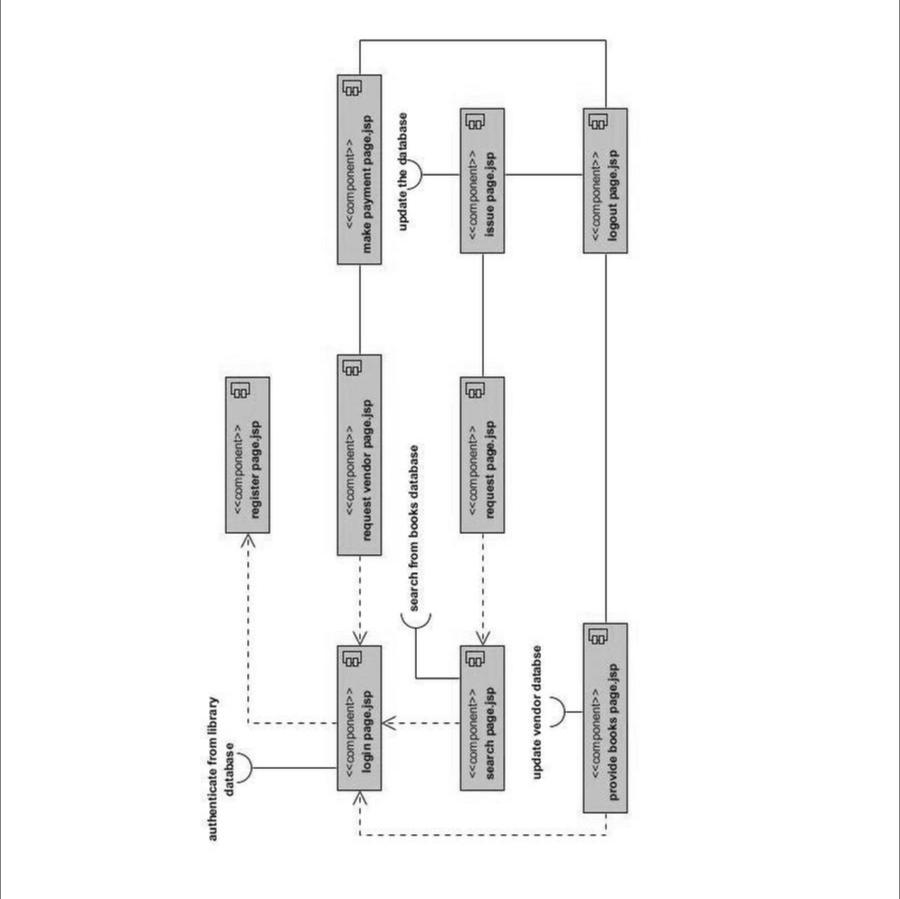 authenticate from library
database
<<component>>
register page.jsp
<<component>>
login page.jsp
<<component>>
request vendor page.jsp
<<component>>
make payment page.jsp
search from books database
update the database
<<component>>
search page.jsp
<<component>>
request page.jsp
<<component>>
issue page.jsp
update vendor databse
<<component>>
provide books page.jsp
<<component>>
logout page.jsp